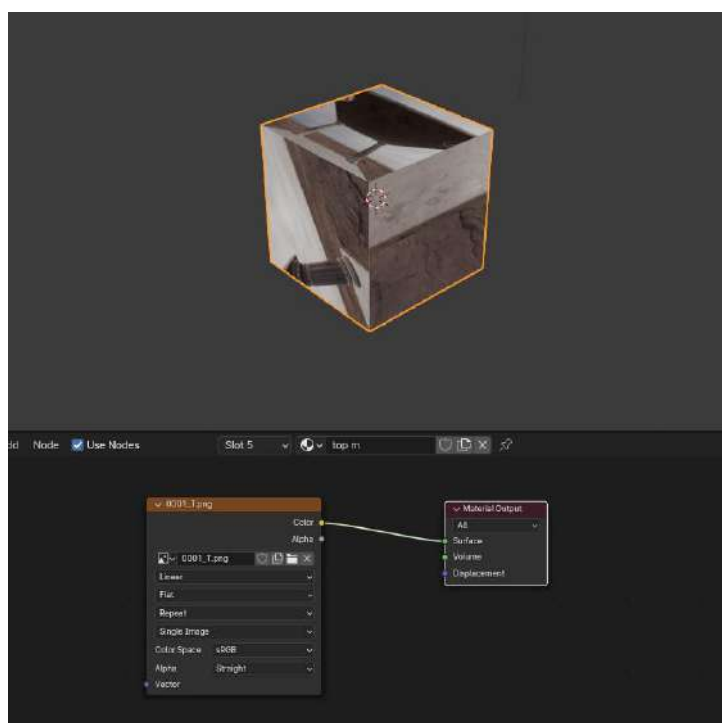 dd Node Use Nodes Slot 5 top m
0001_T.png
Color
Alpha
0001_T.png
Linear
Flat
Repeat
Single Image
Color Space sRGB
Alpha Straight
Vector
Material Output
All
Surface
Volume
Displacement